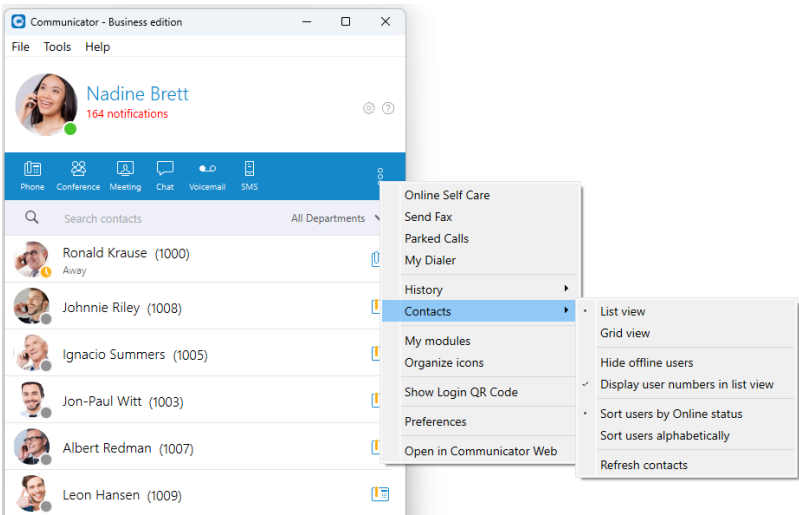 Communicator - Business edition
File Tools Help
Nadine Brett
164 notifications
Phone Conference Meeting Chat Voicemail SMS
Search contacts All Departments
Ronald Krause (1000)
Away
Johnnie Riley (1008)
Ignacio Summers (1005)
Jon-Paul Witt (1003)
Albert Redman (1007)
Leon Hansen (1009)
Online Self Care
Send Fax
Parked Calls
My Dialer
History
Contacts
My modules
Organize icons
Show Login QR Code
Preferences
Open in Communicator Web
List view
Grid view
Hide offline users
Display user numbers in list view
Sort users by Online status
Sort users alphabetically
Refresh contacts